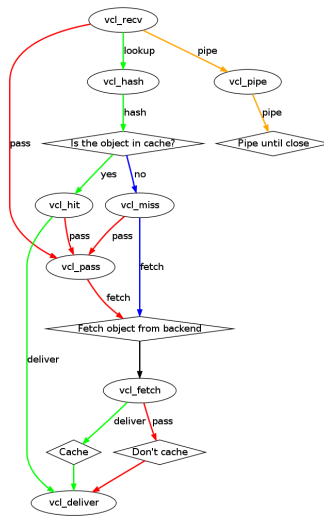 vcl_recv
lookup
pipe
vcl_hash
vcl_pipe
hash
pipe
pass
Is the object in cache?
Pipe until close
yes
no
vcl_hit
vcl_miss
pass
pass
vcl_pass
fetch
fetch
Fetch object from backend
deliver
vcl_fetch
deliver
pass
Cache
Don't cache
vcl_deliver